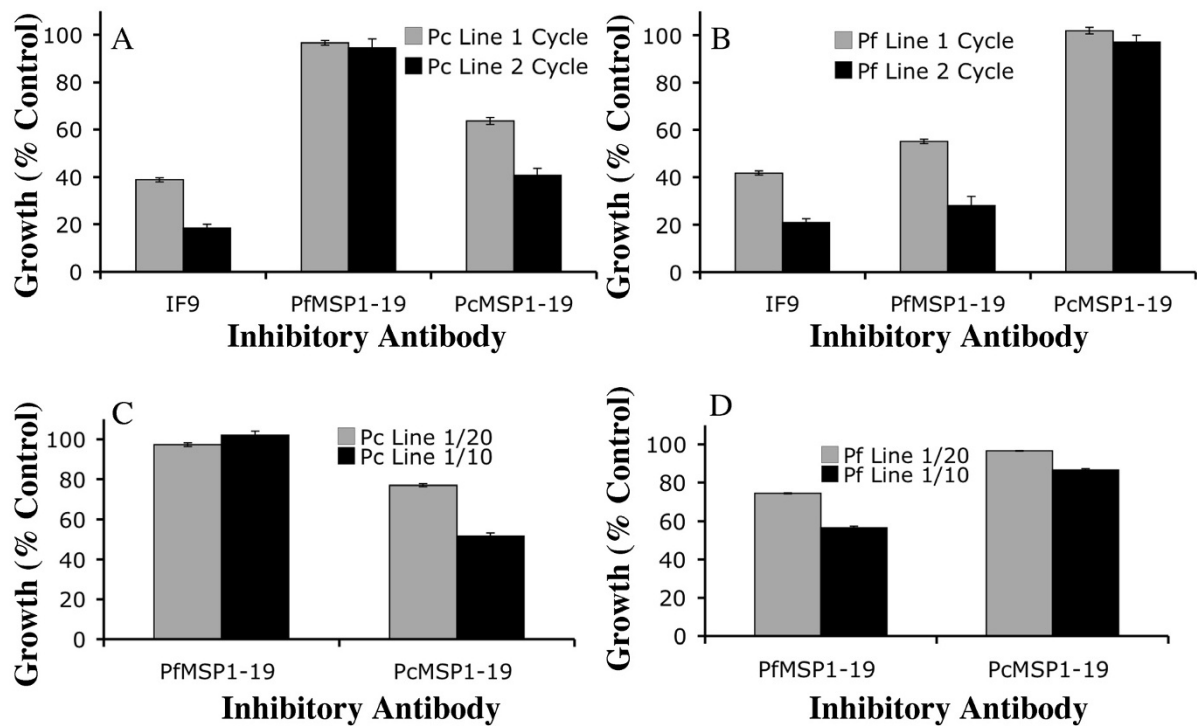 A
Growth (% Control)
100
80
60
40
20
0
Pc Line 1 Cycle
Pc Line 2 Cycle
IF9
PfMSP1-19
PcMSP1-19
Inhibitory Antibody
B
Growth (% Control)
100
80
60
40
20
0
Pf Line 1 Cycle
Pf Line 2 Cycle
IF9
PfMSP1-19
PcMSP1-19
Inhibitory Antibody
C
Growth (% Control)
100
80
60
40
20
0
Pc Line 1/20
Pc Line 1/10
PfMSP1-19
PcMSP1-19
Inhibitory Antibody
D
Growth (% Control)
100
80
60
40
20
0
Pf Line 1/20
Pf Line 1/10
PfMSP1-19
PcMSP1-19
Inhibitory Antibody